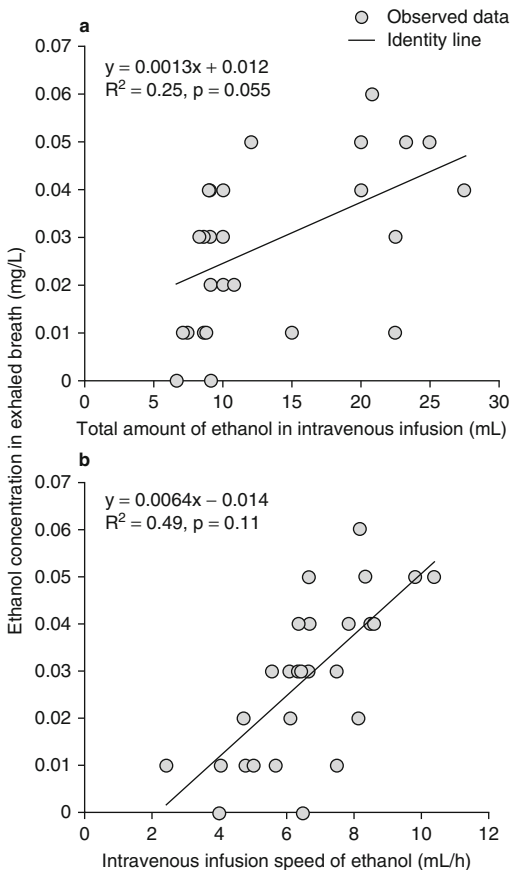 Observed data
Identity line
a
y = 0.0013x + 0.012
R² = 0.25, p = 0.055
0.07
0.06
0.05
0.04
0.03
0.02
0.01
0
0 5 10 15 20 25 30
Total amount of ethanol in intravenous infusion (mL)
Ethanol concentration in exhaled breath (mg/L)
b
y = 0.0064x – 0.014
R² = 0.49, p = 0.11
0.07
0.06
0.05
0.04
0.03
0.02
0.01
0
0 2 4 6 8 10 12
Intravenous infusion speed of ethanol (mL/h)